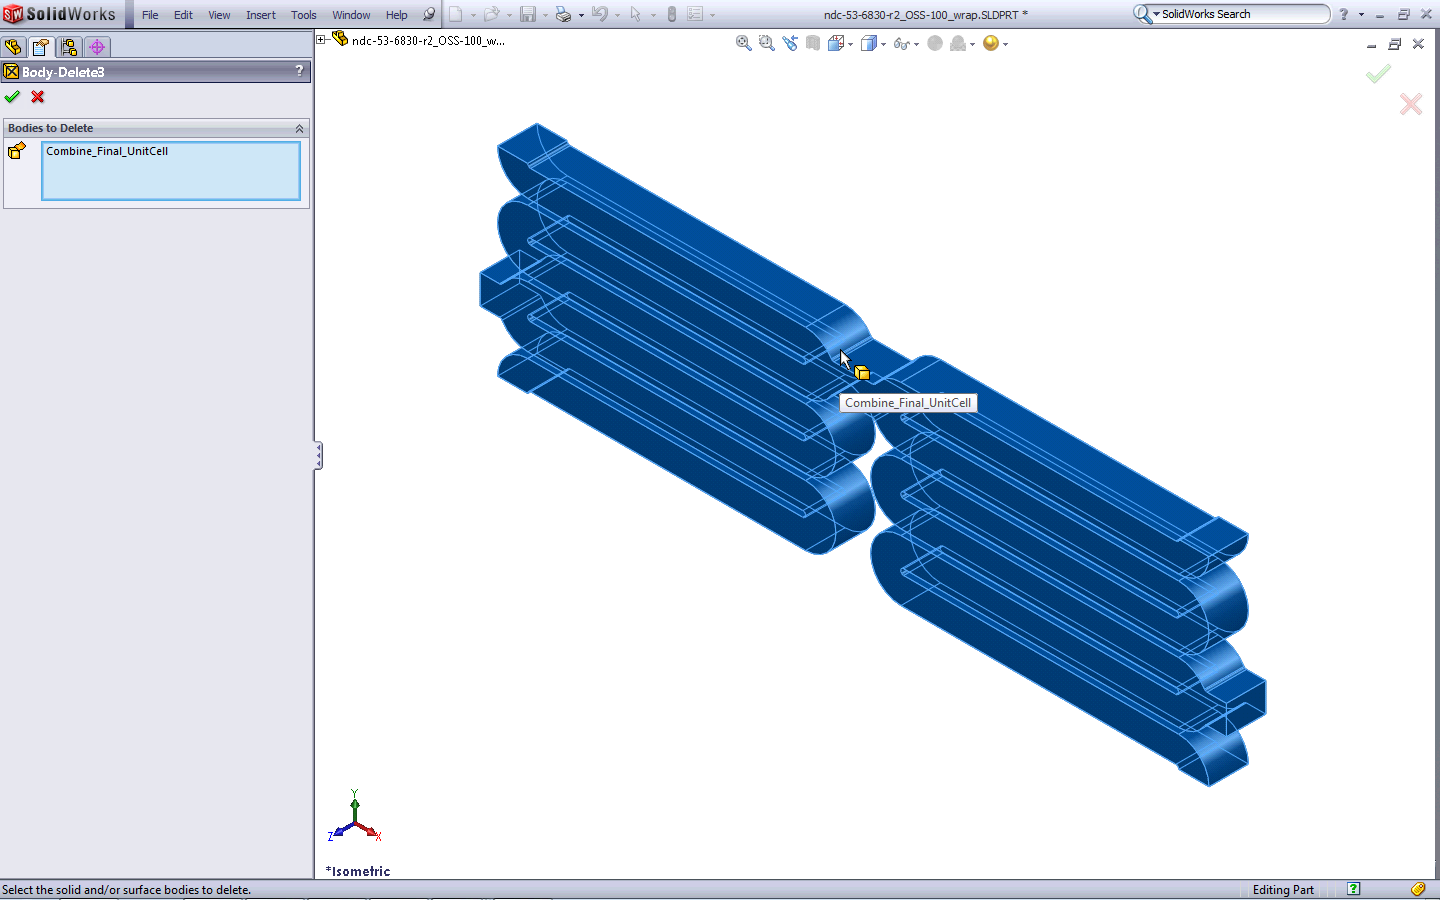 SW SolidWorks File Edit View Insert Tools Window Help ndc-53-6830-r2_OSS-100_wrap.SLDPRT * SolidWorks Search ?
ndc-53-6830-r2_OSS-100_w...
Body-Delete3 ?
Bodies to Delete
Combine_Final_UnitCell
Combine_Final_UnitCell
Y
Z X
*Isometric
Select the solid and/or surface bodies to delete. Editing Part ?